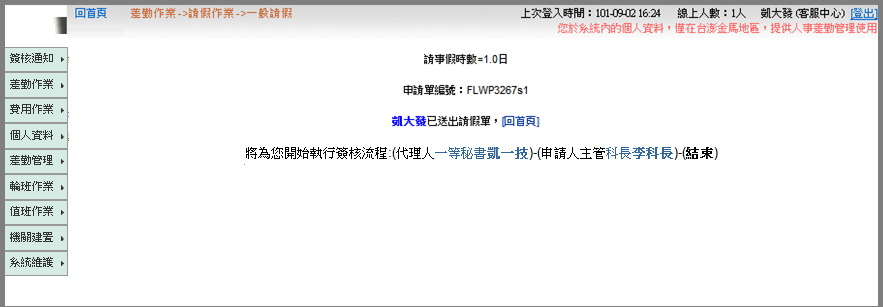 回首頁 差勤作業->請假作業->一般請假 上次登入時間：101-09-02 16:24 線上人數：1人 凱大發 (客服中心) [登出]
您於系統內的個人資料，僅在台澎金馬地區，提供人事差勤管理使用
簽核通知
差勤作業
費用作業
個人資料
差勤管理
輪班作業
值班作業
機關建置
系統維護
請事假時數=1.0日
申請單編號：FLWP3267s1
凱大發已送出請假單，[回首頁]
將為您開始執行簽核流程:(代理人一等秘書凱一技)-(申請人主管科長李科長)-(結束)